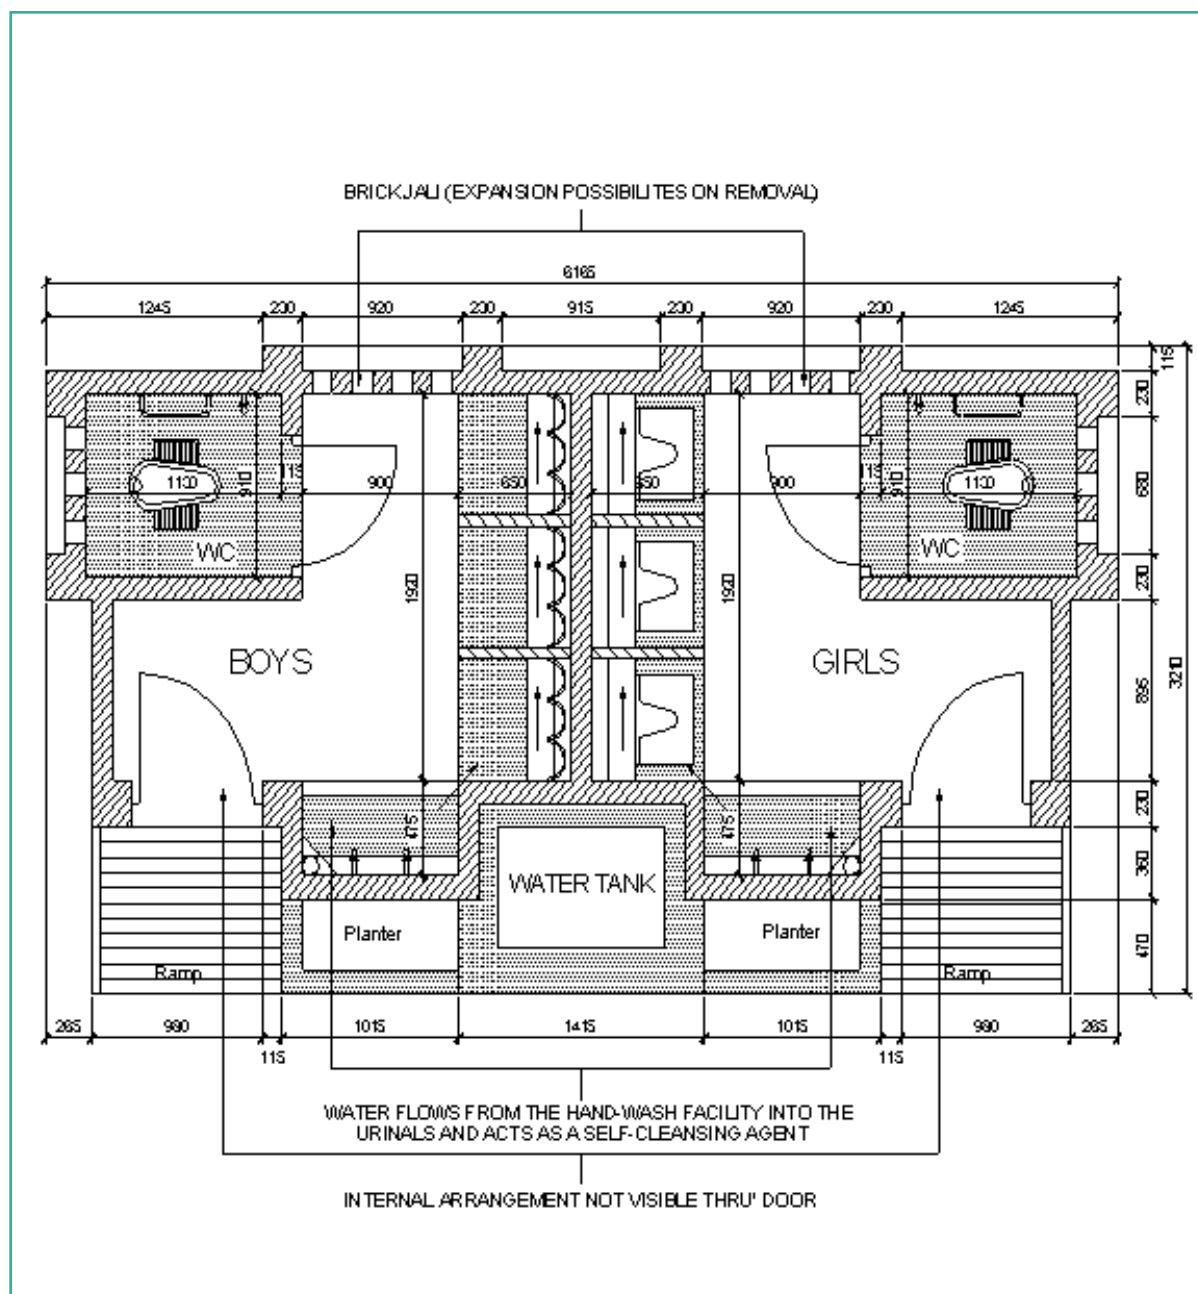 BRICK JALI (EXPANSION POSSIBILITES ON REMOVAL)
6165
1245 230 920 230 915 230 920 230 1245
115
230
680
230
895
3210
230
360
470
1100 910 115 900 650 650 900 115 910 1100
WC
WC
1920
1920
BOYS
GIRLS
475
475
WATER TANK
Planter
Planter
Ramp
Ramp
265 980 1015 1415 1015 980 265
115
115
WATER FLOWS FROM THE HAND-WASH FACILITY INTO THE
URINALS AND ACTS AS A SELF-CLEANSING AGENT
INTERNAL ARRANGEMENT NOT VISIBLE THRU' DOOR